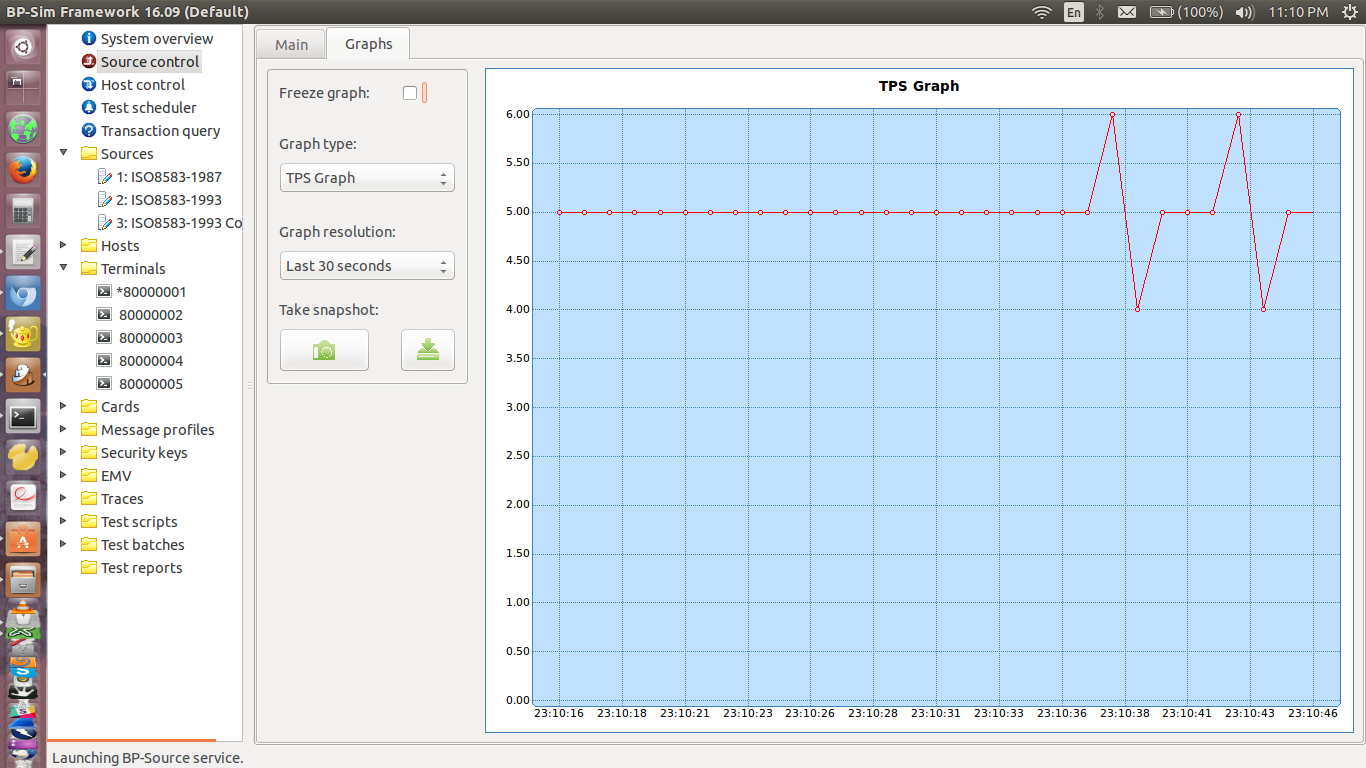 BP-Sim Framework 16.09 (Default)
En
(100%)
11:10 PM
System overview
Source control
Host control
Test scheduler
Transaction query
Sources
1: ISO8583-1987
2: ISO8583-1993
3: ISO8583-1993 Co
Hosts
Terminals
*80000001
80000002
80000003
80000004
80000005
Cards
Message profiles
Security keys
EMV
Traces
Test scripts
Test batches
Test reports
Main
Graphs
Freeze graph:
Graph type:
TPS Graph
Graph resolution:
Last 30 seconds
Take snapshot:
TPS Graph
6.00
5.50
5.00
4.50
4.00
3.50
3.00
2.50
2.00
1.50
1.00
0.50
0.00
23:10:16 23:10:18 23:10:21 23:10:23 23:10:26 23:10:28 23:10:31 23:10:33 23:10:36 23:10:38 23:10:41 23:10:43 23:10:46
Launching BP-Source service.